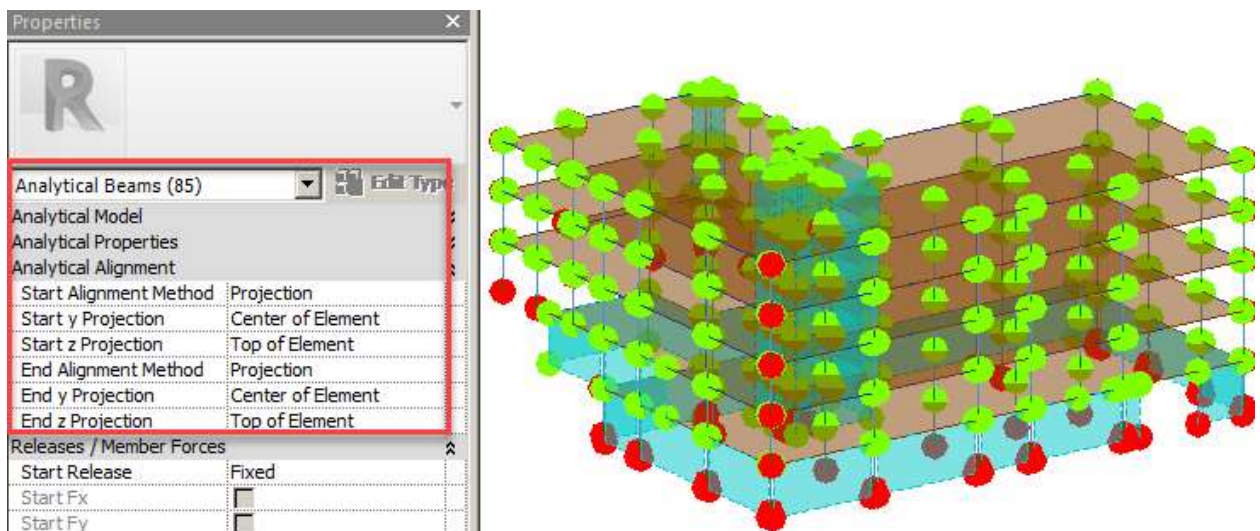 Properties
R
Analytical Beams (85) Edit Type
Analytical Model
Analytical Properties
Analytical Alignment
Start Alignment Method Projection
Start y Projection Center of Element
Start z Projection Top of Element
End Alignment Method Projection
End y Projection Center of Element
End z Projection Top of Element
Releases / Member Forces
Start Release Fixed
Start Fx
Start Fy